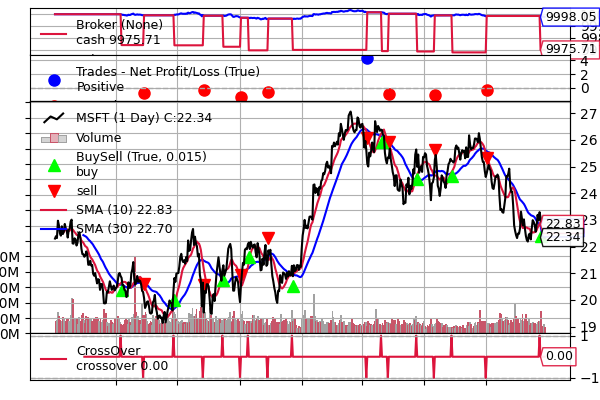 Broker (None)
cash 9975.71
9998.05
9975.71
Trades - Net Profit/Loss (True)
Positive
4
2
0
MSFT (1 Day) C:22.34
Volume
BuySell (True, 0.015)
buy
sell
SMA (10) 22.83
SMA (30) 22.70
27
26
25
24
23
22.83
22.34
22
21
20
19
0M
0M
0M
0M
0M
0M
CrossOver
crossover 0.00
1
0.00
−1